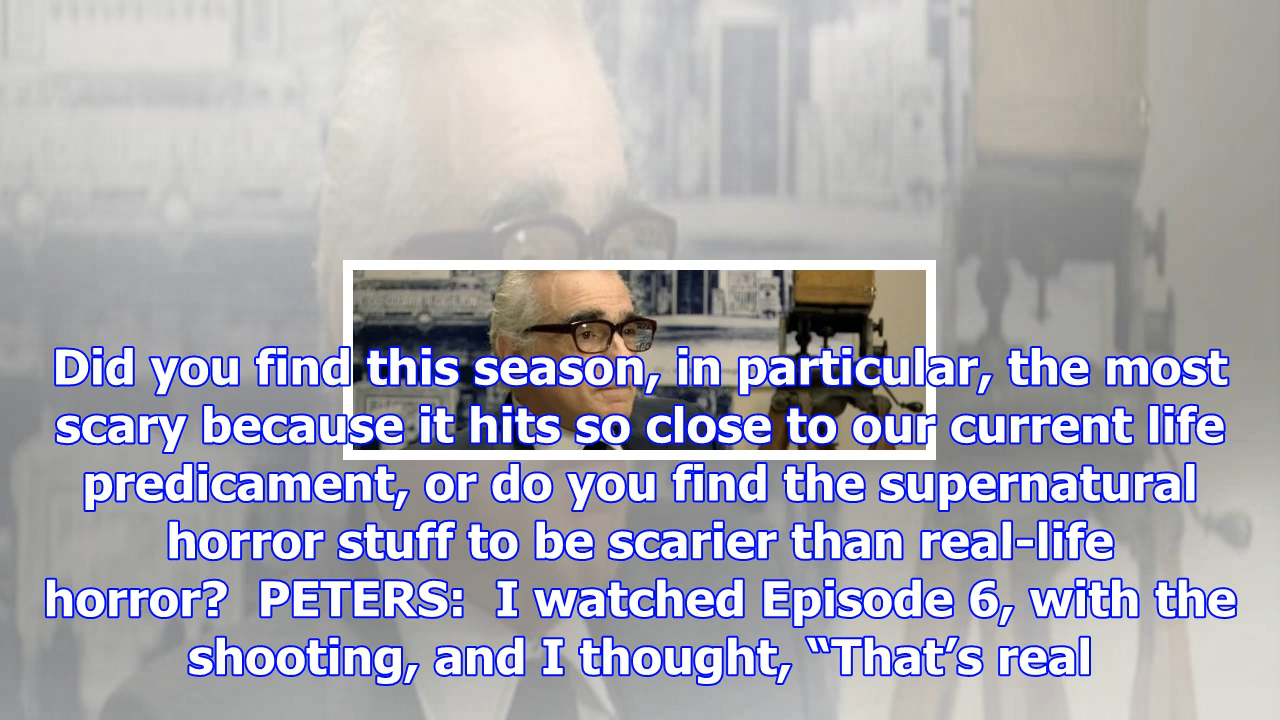 Did you find this season, in particular, the most
scary because it hits so close to our current life
predicament, or do you find the supernatural
horror stuff to be scarier than real-life
horror?  PETERS:  I watched Episode 6, with the
shooting, and I thought, “That’s real